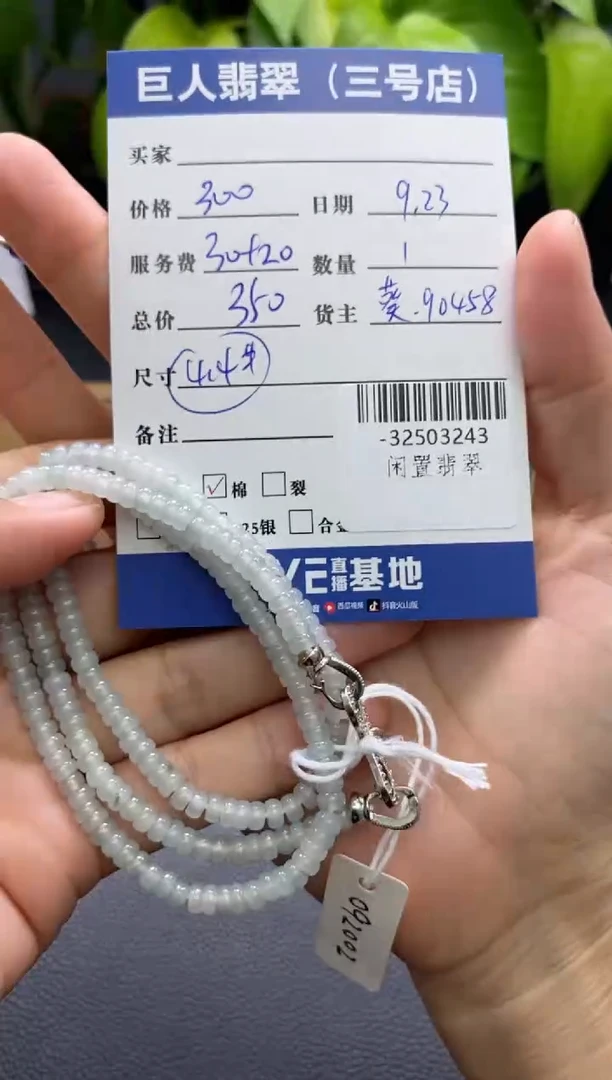 巨人翡翠（三号店）
买家
价格 300 日期 9.23
服务费 30+20 数量 1
总价 350 货主 葵.90458
尺寸 4.4
备注
-32503243
闲置翡翠
棉 裂
25银
基地 直播
西瓜视频 抖音火山版
092002